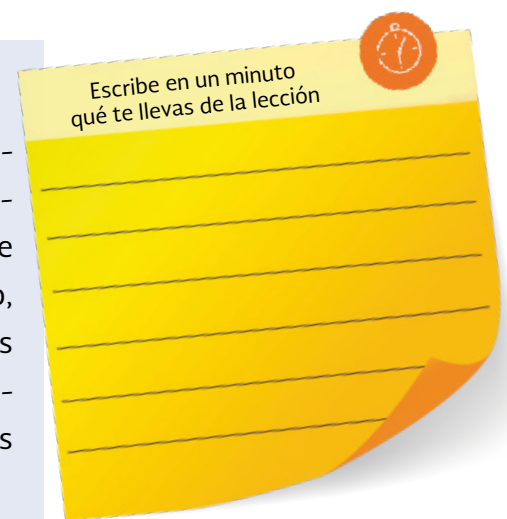 Escribe en un minuto
qué te llevas de la lección
–
–
e
o,
s
–
s